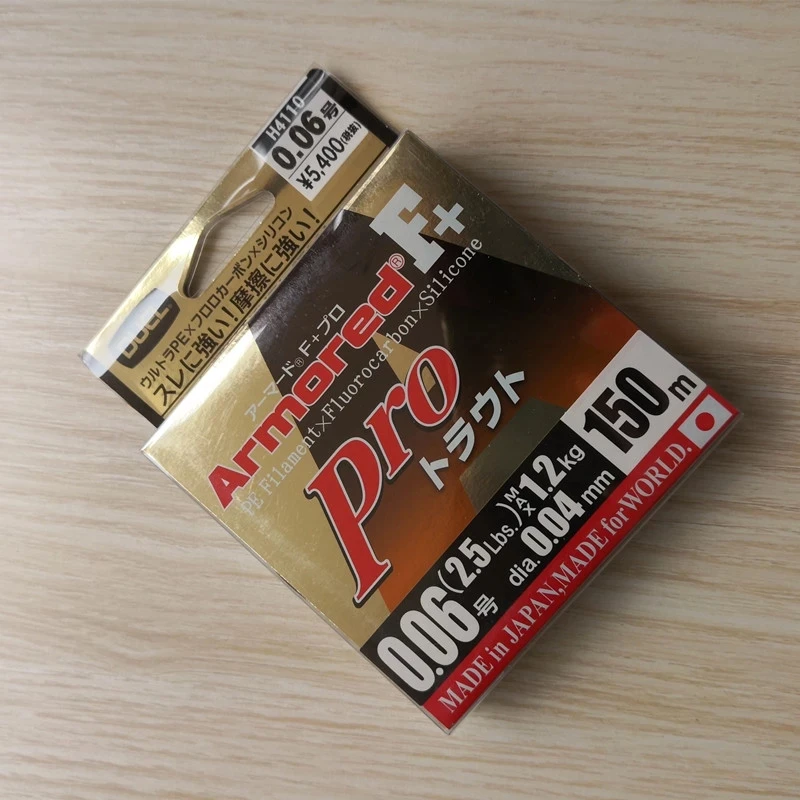 H4110
0.06号
¥5,400(税抜)
DUEL
ウルトラPE×フロロカーボン×シリコン
スレに強い!摩擦に強い!
アーマード®F+プロ
Armored® F+
PE Filament×Fluorocarbon×Silicone
Pro
トラウト
0.06号 (2.5Lbs.) MAX 1.2kg
dia. 0.04mm
150m
MADE in JAPAN, MADE for WORLD.